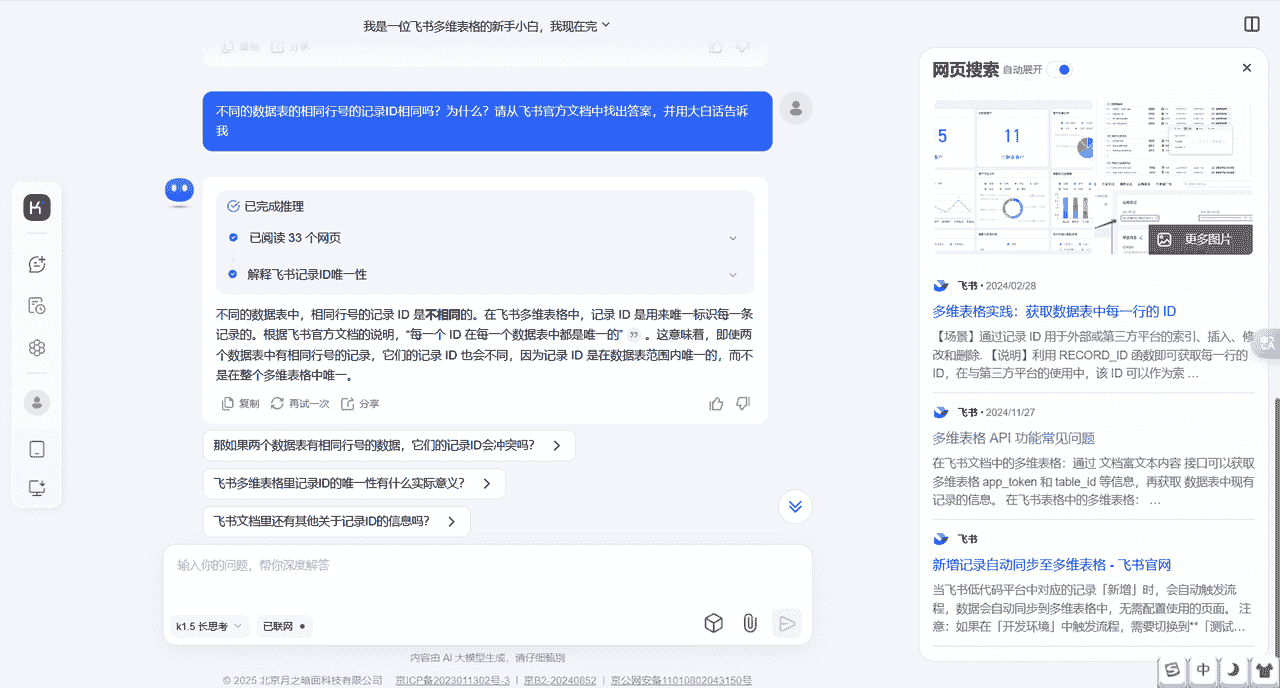 我是一位飞书多维表格的新手小白，我现在完
复制 分享
不同的数据表的相同行号的记录ID相同吗？为什么？请从飞书官方文档中找出答案，并用大白话告诉
我
已完成推理
已阅读 33 个网页
解释飞书记录ID唯一性
不同的数据表中，相同行号的记录 ID 是不相同的。在飞书多维表格中，记录 ID 是用来唯一标识每一条
记录的。根据飞书官方文档的说明，“每一个 ID 在每一个数据表中都是唯一的” 。这意味着，即使两
个数据表中有相同行号的记录，它们的记录 ID 也会不同，因为记录 ID 是在数据表范围内唯一的，而不
是在整个多维表格中唯一。
复制 再试一次 分享
那如果两个数据表有相同行号的数据，它们的记录ID会冲突吗？
飞书多维表格里记录ID的唯一性有什么实际意义？
飞书文档里还有其他关于记录ID的信息吗？
输入你的问题，帮你深度解答
k1.5 长思考
已联网
内容由 AI 大模型生成，请仔细甄别
© 2025 北京月之暗面科技有限公司 京ICP备2023011312号-3 | 京B2-20240852 | 京公网安备11010802043150号
网页搜索 自动展开
5
11
更多图片
飞书 • 2024/02/28
多维表格实践：获取数据表中每一行的 ID
【场景】通过记录 ID 用于外部或第三方平台的索引、插入、修
改和删除. 【说明】利用 RECORD_ID 函数即可获取每一行的
ID，在与第三方平台的使用中，该 ID 可以作为索 …
飞书 • 2024/11/27
多维表格 API 功能常见问题
在飞书文档中的多维表格：通过 文档富文本内容 接口可以获取
多维表格 app_token 和 table_id 等信息，再获取 数据表中现有
记录的信息。 在飞书表格中的多维表格： …
飞书
新增记录自动同步至多维表格 - 飞书官网
当飞书低代码平台中对应的记录「新增」时，会自动触发流
程，数据会自动同步到多维表格中，无需配置使用的页面。 注
意：如果在「开发环境」中触发流程，需要切换到**「测试…
中